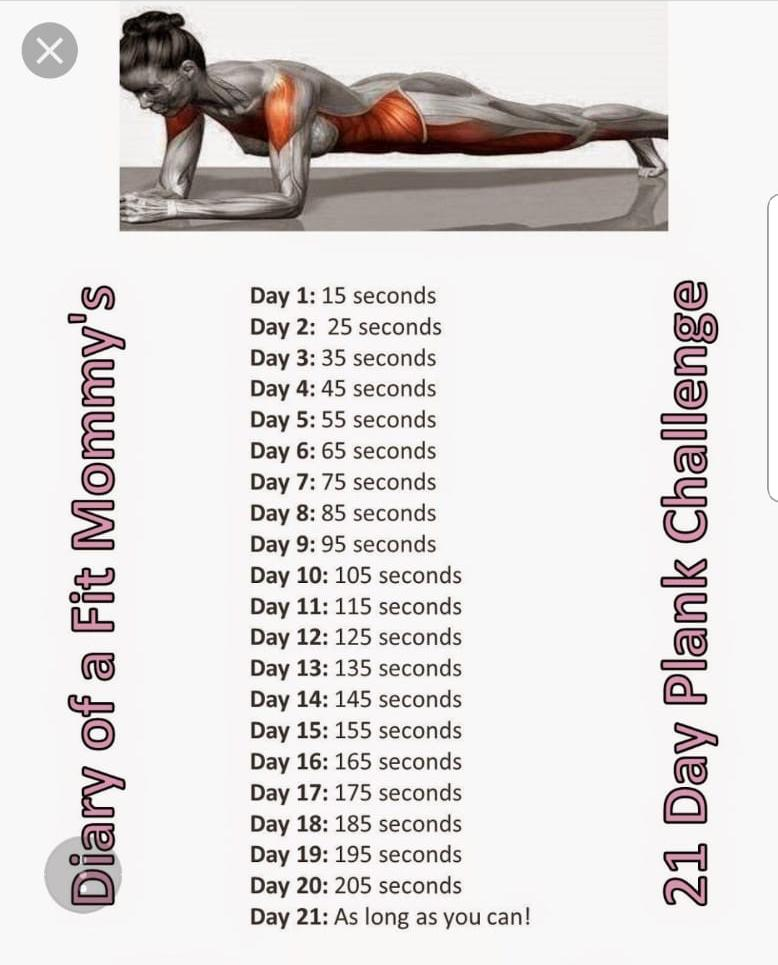 Diary of a Fit Mommy's
21 Day Plank Challenge
Day 1: 15 seconds
Day 2: 25 seconds
Day 3: 35 seconds
Day 4: 45 seconds
Day 5: 55 seconds
Day 6: 65 seconds
Day 7: 75 seconds
Day 8: 85 seconds
Day 9: 95 seconds
Day 10: 105 seconds
Day 11: 115 seconds
Day 12: 125 seconds
Day 13: 135 seconds
Day 14: 145 seconds
Day 15: 155 seconds
Day 16: 165 seconds
Day 17: 175 seconds
Day 18: 185 seconds
Day 19: 195 seconds
Day 20: 205 seconds
Day 21: As long as you can!